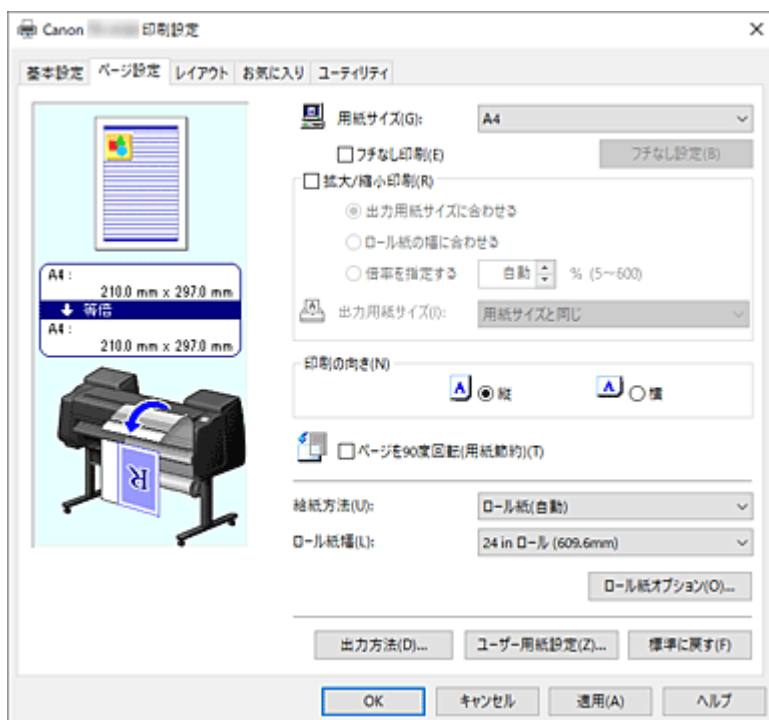 Canon 印刷設定
基本設定 ページ設定 レイアウト お気に入り ユーティリティ
用紙サイズ(G): A4
フチなし印刷(E) フチなし設定(B)
拡大/縮小印刷(R)
出力用紙サイズに合わせる
ロール紙の幅に合わせる
倍率を指定する 自動 % (5～600)
出力用紙サイズ(I): 用紙サイズと同じ
A4 :
210.0 mm x 297.0 mm
等倍
A4 :
210.0 mm x 297.0 mm
印刷の向き(N)
A 縦 A 横
R
ページを90度回転(用紙節約)(T)
給紙方法(U): ロール紙(自動)
ロール紙幅(L): 24 in ロール (609.6mm)
ロール紙オプション(O)...
出力方法(D)... ユーザー用紙設定(Z)... 標準に戻す(F)
OK キャンセル 適用(A) ヘルプ